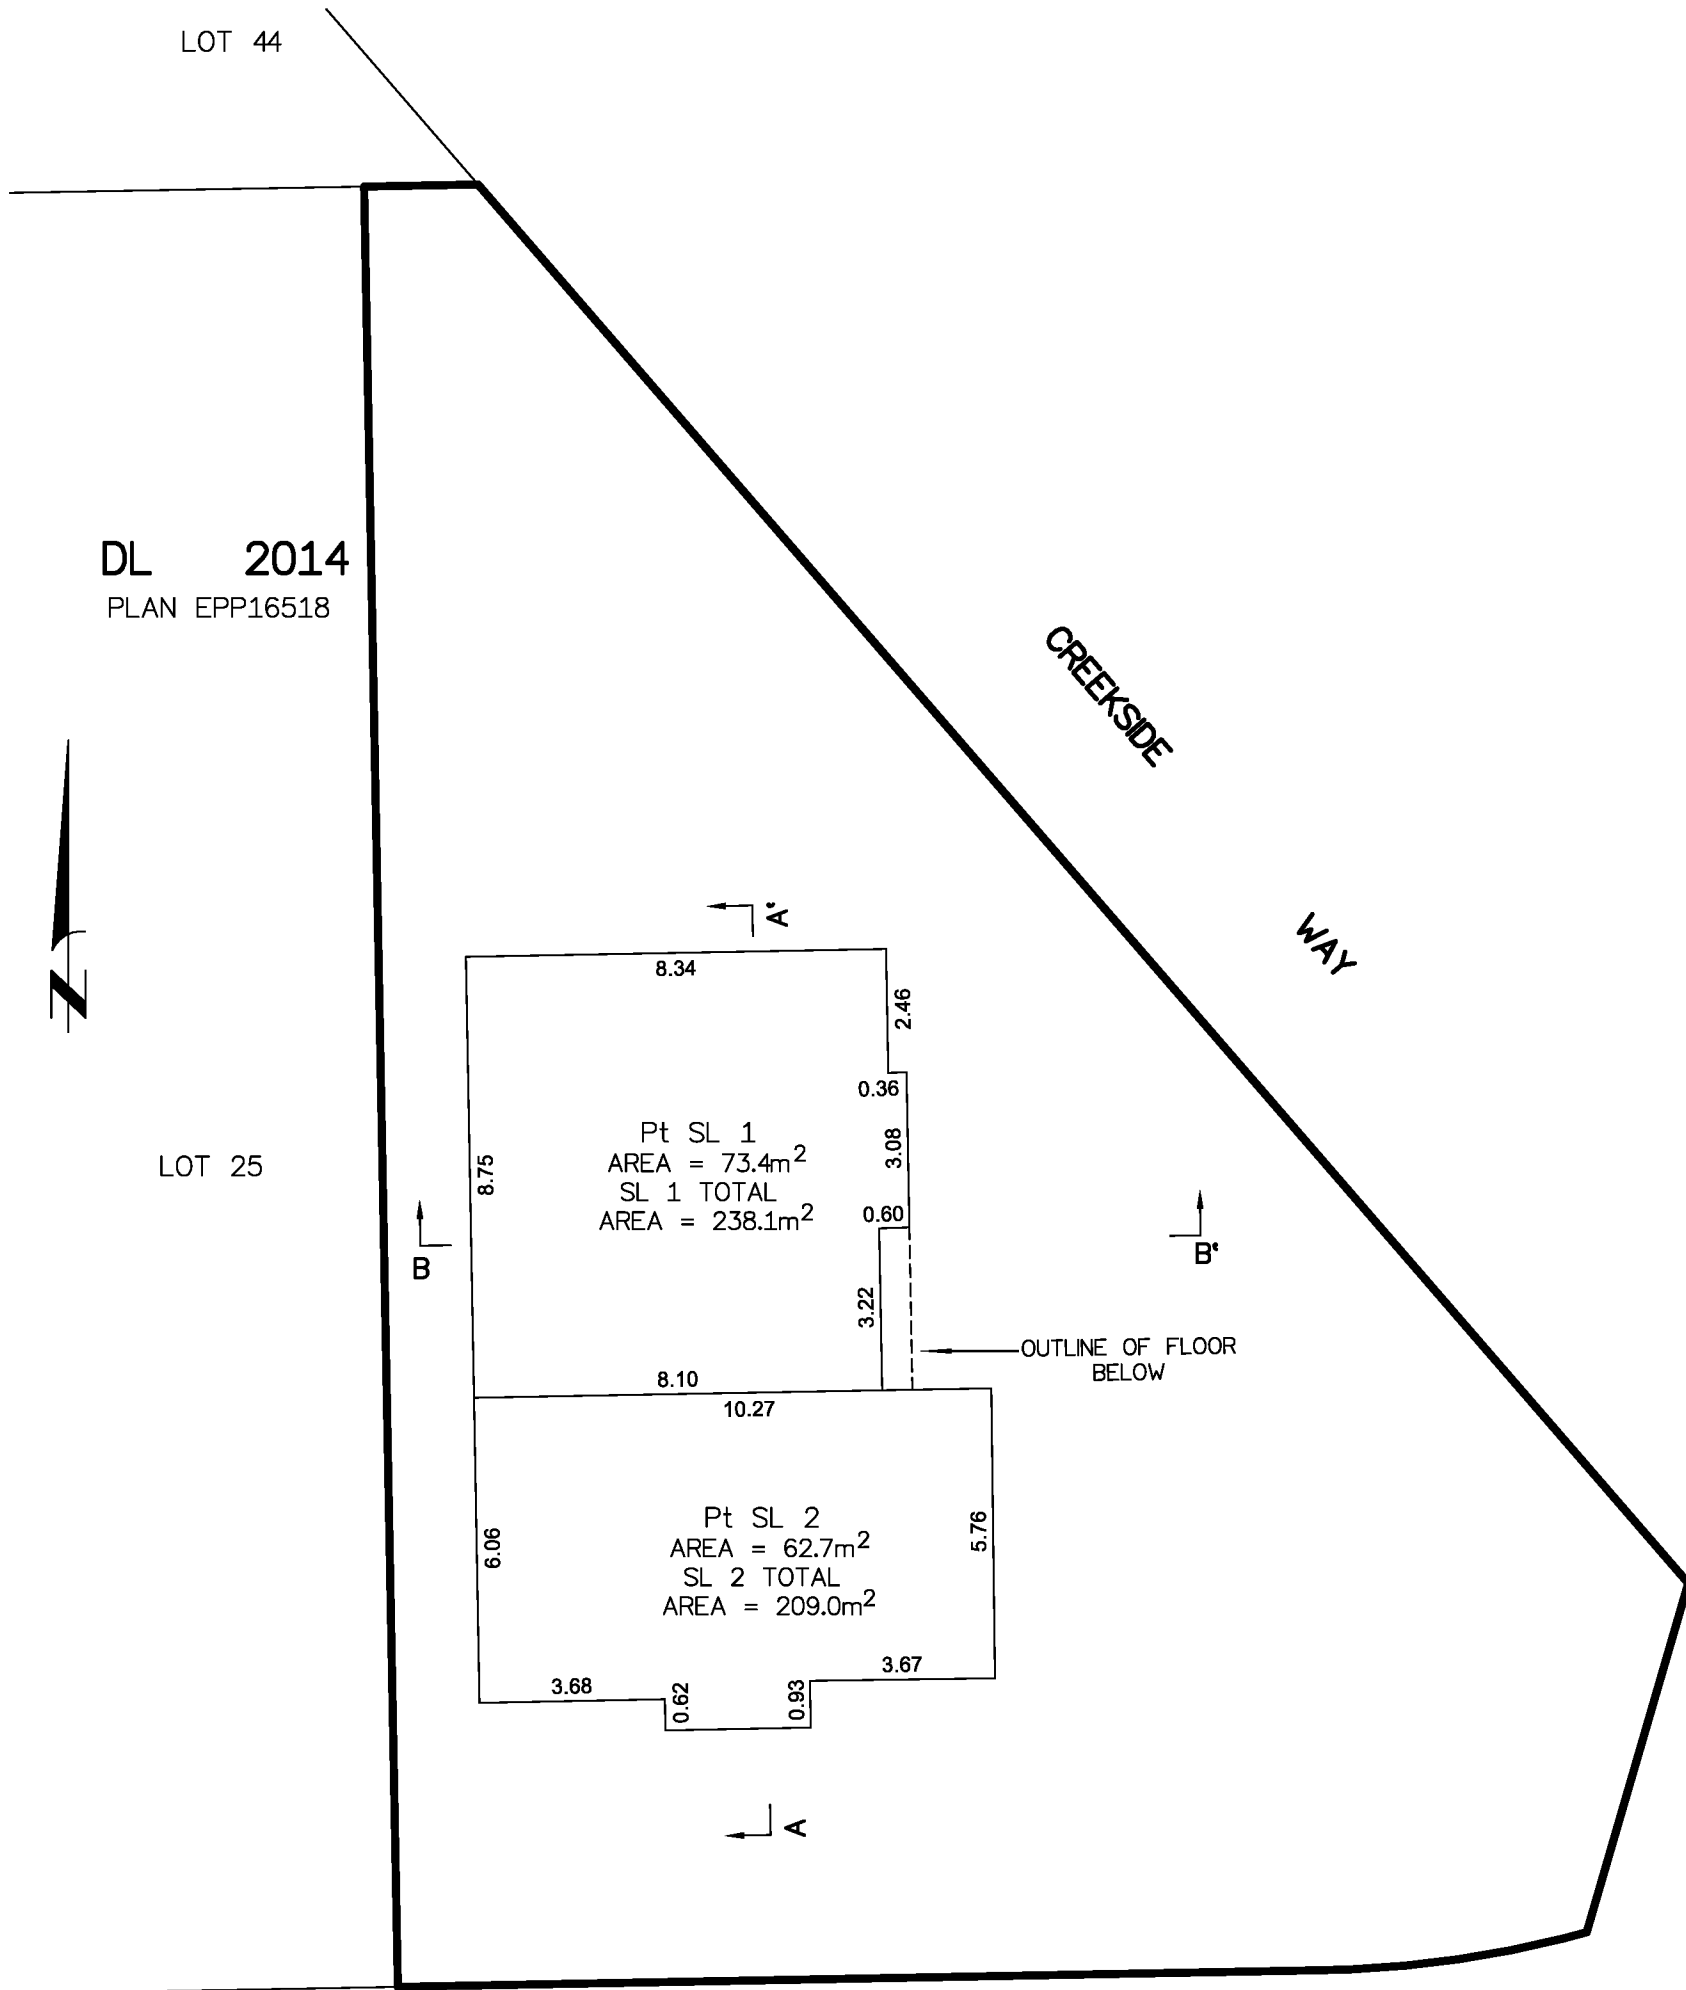 LOT 44
DL 2014
PLAN EPP16518
CREEKSIDE
WAY
N
A'
8.34
2.46
0.36
Pt SL 1
AREA = 73.4m²
SL 1 TOTAL
AREA = 238.1m²
3.08
8.75
LOT 25
0.60
B
B'
3.22
OUTLINE OF FLOOR
BELOW
8.10
10.27
Pt SL 2
AREA = 62.7m²
SL 2 TOTAL
AREA = 209.0m²
6.06
5.76
3.67
3.68
0.62
0.93
A